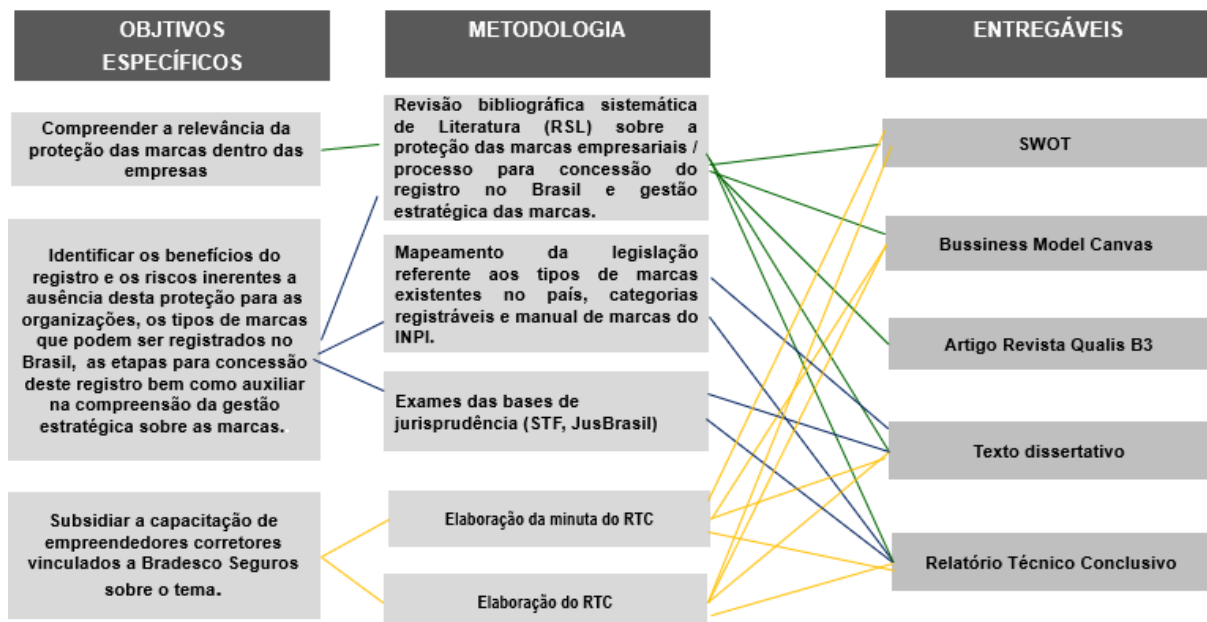 OBJTIVOS
ESPECÍFICOS
METODOLOGIA
ENTREGÁVEIS
Compreender a relevância da
proteção das marcas dentro das
empresas
Identificar os benefícios do
registro e os riscos inerentes a
ausência desta proteção para as
organizações, os tipos de marcas
que podem ser registrados no
Brasil, as etapas para concessão
deste registro bem como auxiliar
na compreensão da gestão
estratégica sobre as marcas.
Subsidiar a capacitação de
empreendedores corretores
vinculados a Bradesco Seguros
sobre o tema.
Revisão bibliográfica sistemática
de Literatura (RSL) sobre a
proteção das marcas empresariais /
processo para concessão do
registro no Brasil e gestão
estratégica das marcas.
Mapeamento da legislação
referente aos tipos de marcas
existentes no país, categorias
registráveis e manual de marcas do
INPI.
Exames das bases de
jurisprudência (STF, JusBrasil)
Elaboração da minuta do RTC
Elaboração do RTC
SWOT
Bussiness Model Canvas
Artigo Revista Qualis B3
Texto dissertativo
Relatório Técnico Conclusivo